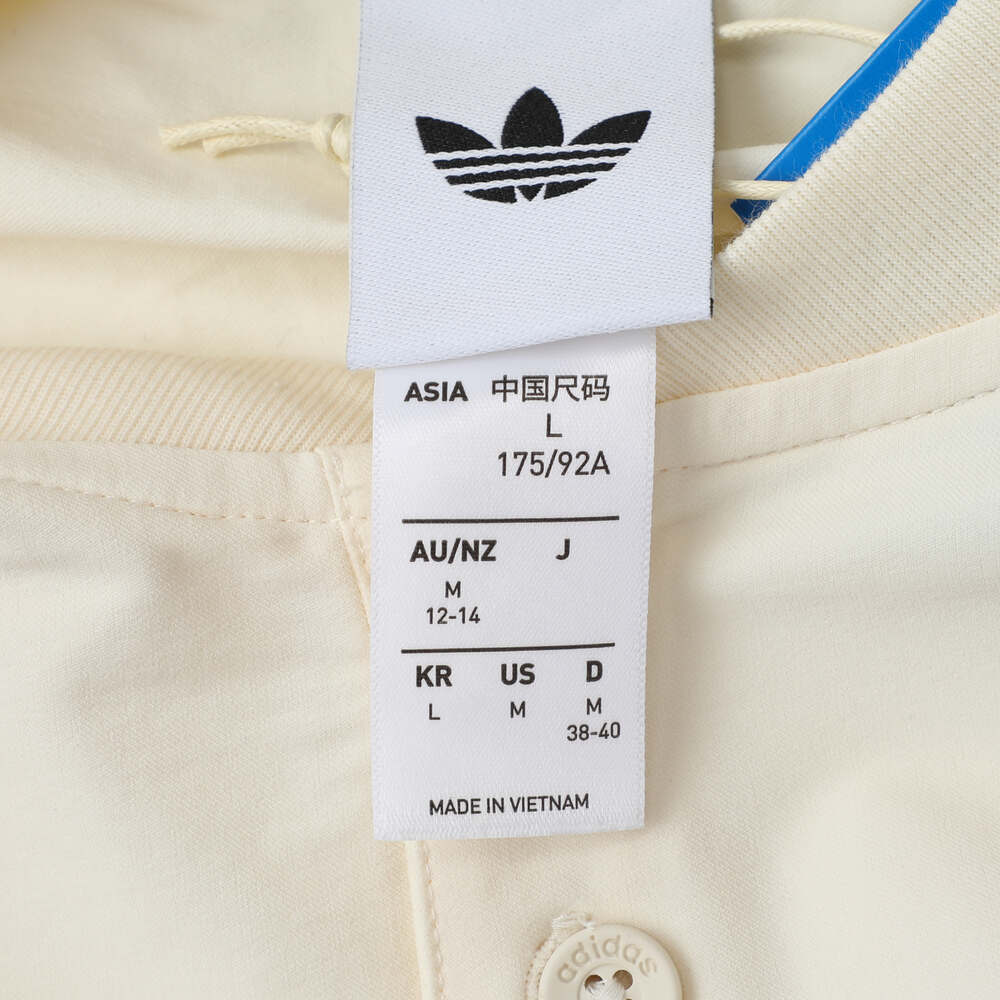 ASIA 中国尺码
L
175/92A
AU/NZ J
M
12-14
KR US D
L M M
38-40
MADE IN VIETNAM
adidas